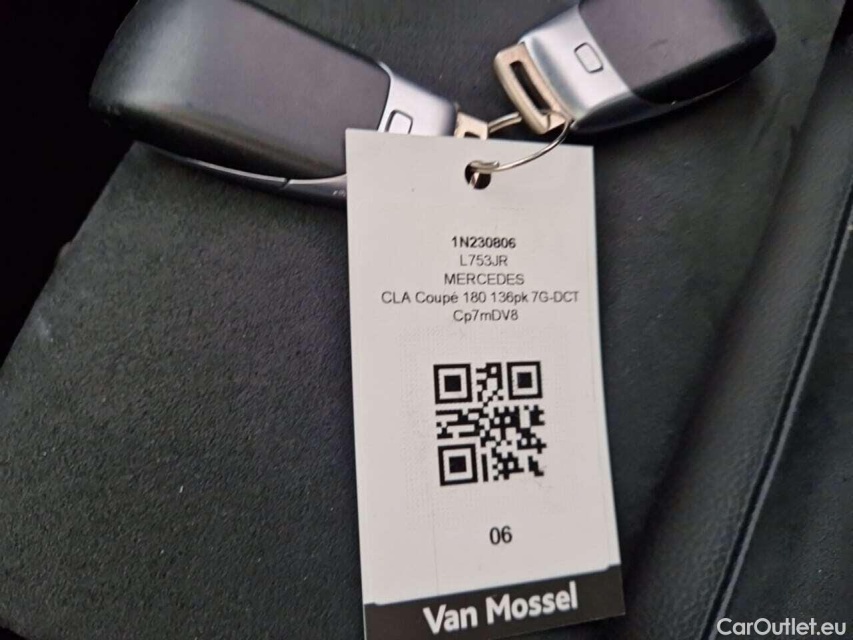 1N230806
L753JR
MERCEDES
CLA Coupé 180 136pk 7G-DCT
Cp7mDV8
06
Van Mossel
CarOutlet.eu